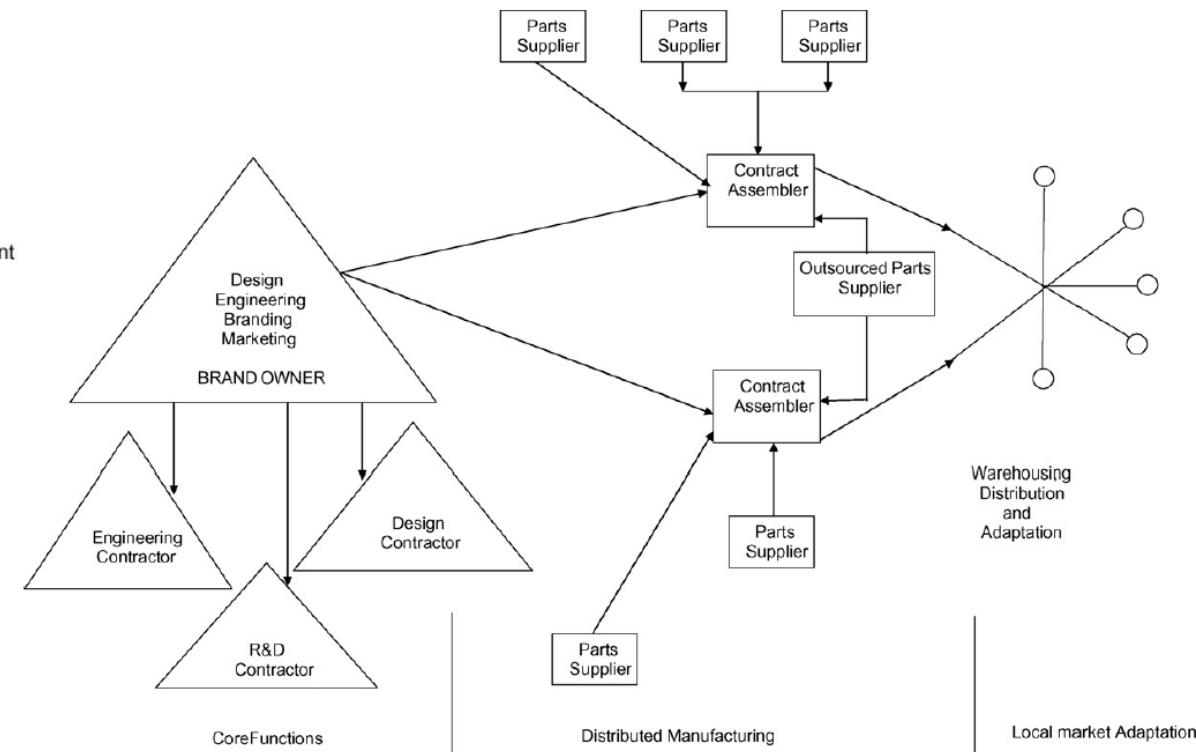 Parts
Supplier
Parts
Supplier
Parts
Supplier
Contract
Assembler
nt
Design
Engineering
Branding
Marketing
BRAND OWNER
Outsourced Parts
Supplier
Contract
Assembler
Engineering
Contractor
Design
Contractor
R&D
Contractor
Parts
Supplier
Parts
Supplier
Warehousing
Distribution
and
Adaptation
CoreFunctions
Distributed Manufacturing
Local market Adaptation